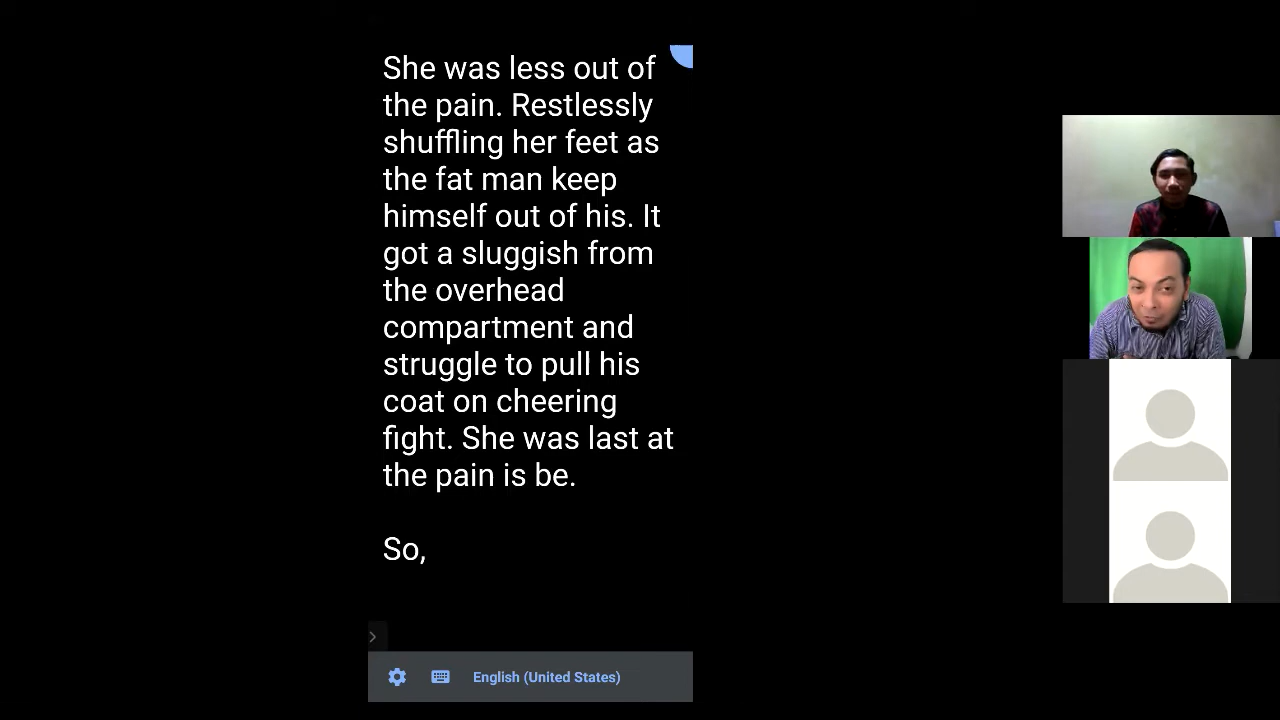 She was less out of
the pain. Restlessly
shuffling her feet as
the fat man keep
himself out of his. It
got a sluggish from
the overhead
compartment and
struggle to pull his
coat on cheering
fight. She was last at
the pain is be.
So,
English (United States)